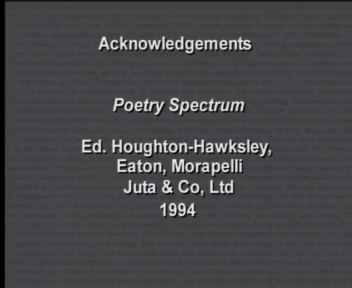 Acknowledgements
Poetry Spectrum
Ed. Houghton-Hawksley,
Eaton, Morapelli
Juta & Co, Ltd
1994